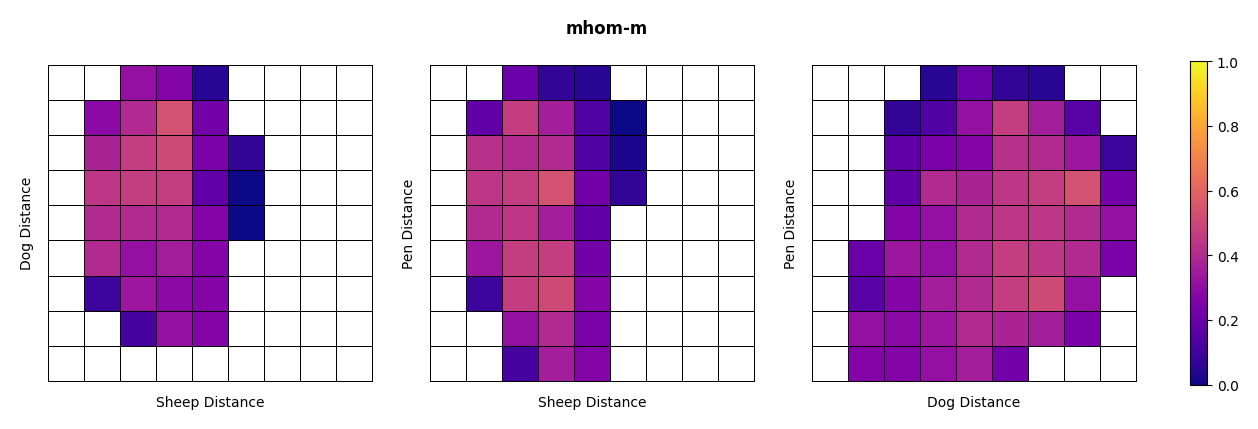 mhom-m
Dog Distance
Sheep Distance
Pen Distance
Sheep Distance
Pen Distance
Dog Distance
1.0
0.8
0.6
0.4
0.2
0.0